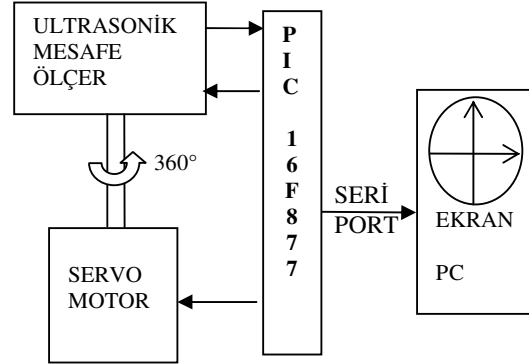 ULTRASONİK
MESAFE
ÖLÇER
360°
SERVO
MOTOR
P
I
C
1
6
F
8
7
7
SERİ
PORT
EKRAN
PC